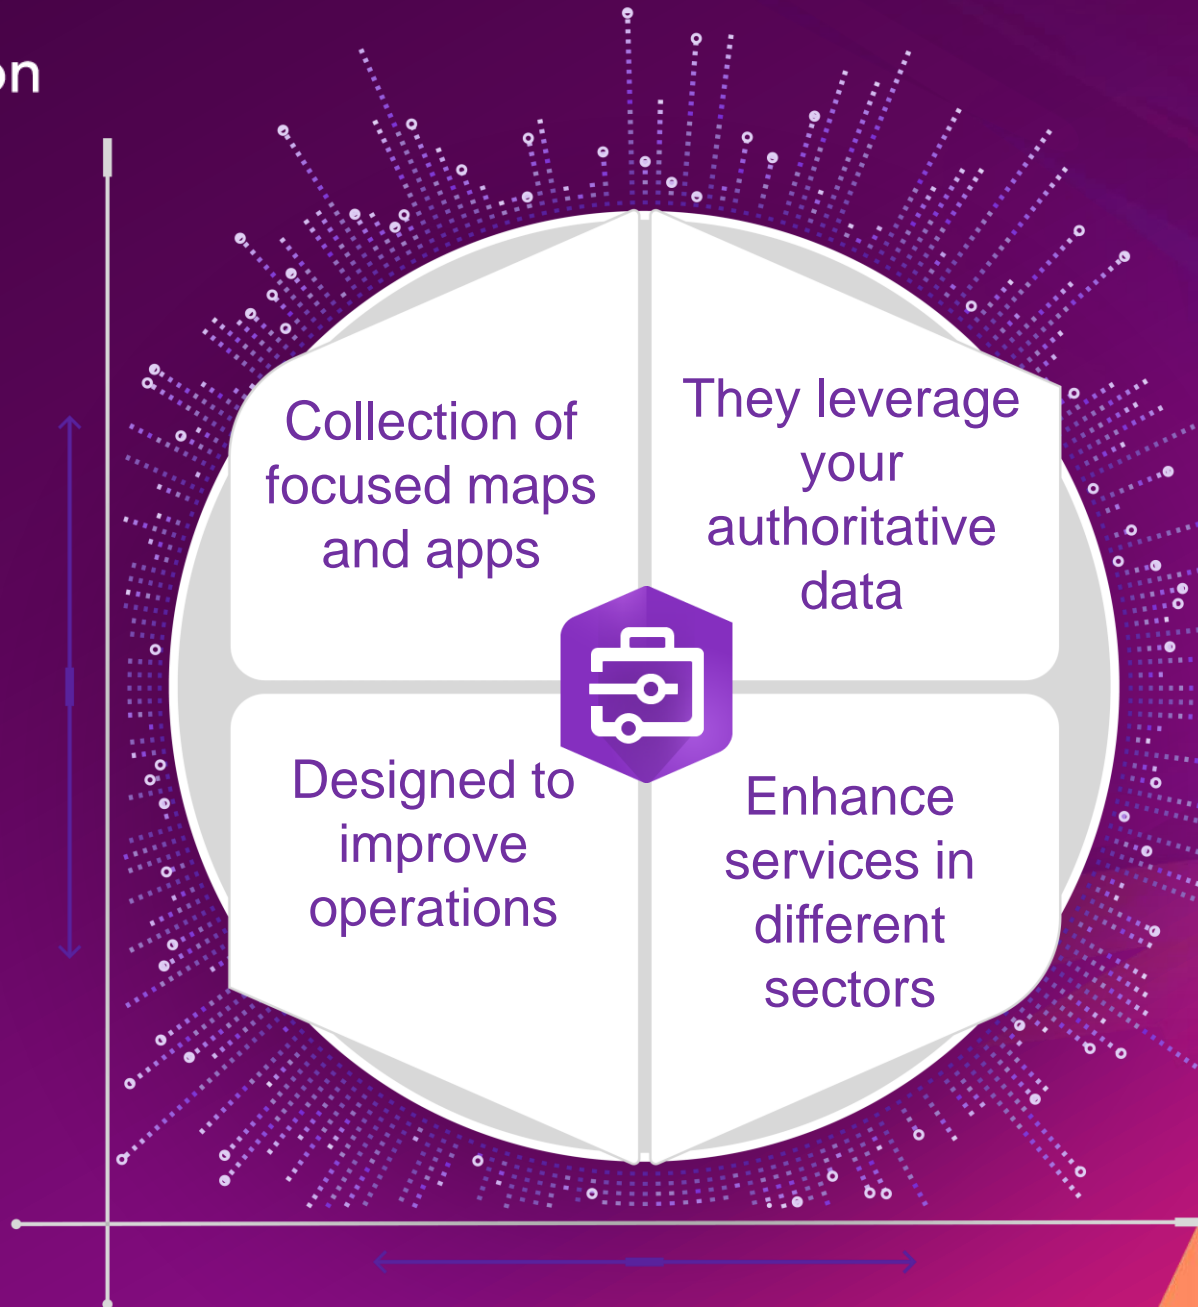 on
Collection of
focused maps
and apps
They leverage
your
authoritative
data
Designed to
improve
operations
Enhance
services in
different
sectors